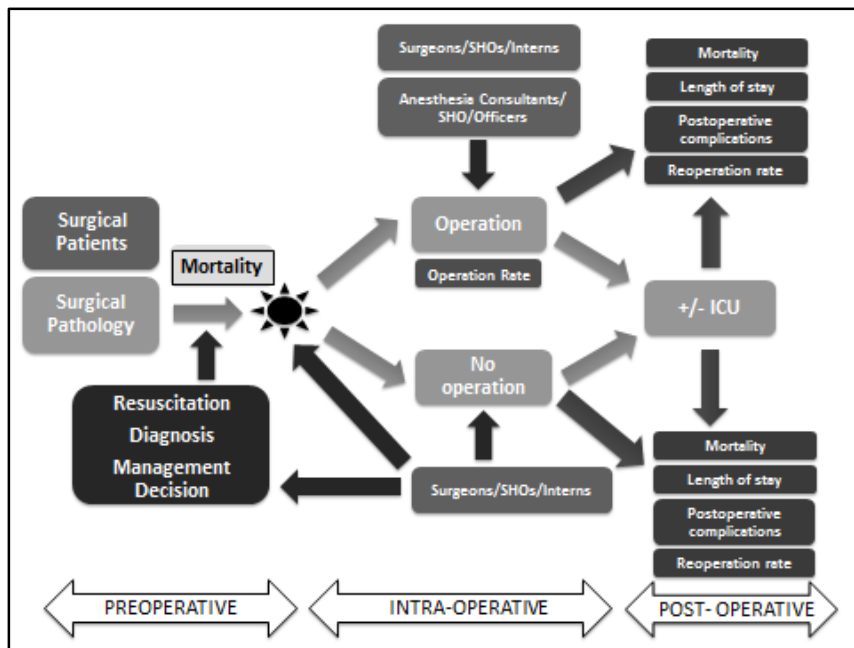 Surgeons/SHOs/Interns
Anesthesia Consultants/
SHO/Officers
Mortality
Length of stay
Postoperative
complications
Reoperation rate
Surgical
Patients
Mortality
Surgical
Pathology
Operation
Operation Rate
+/- ICU
No
operation
Resuscitation
Diagnosis
Management
Decision
Surgeons/SHOs/Interns
Mortality
Length of stay
Postoperative
complications
Reoperation rate
PREOPERATIVE
INTRA-OPERATIVE
POST- OPERATIVE